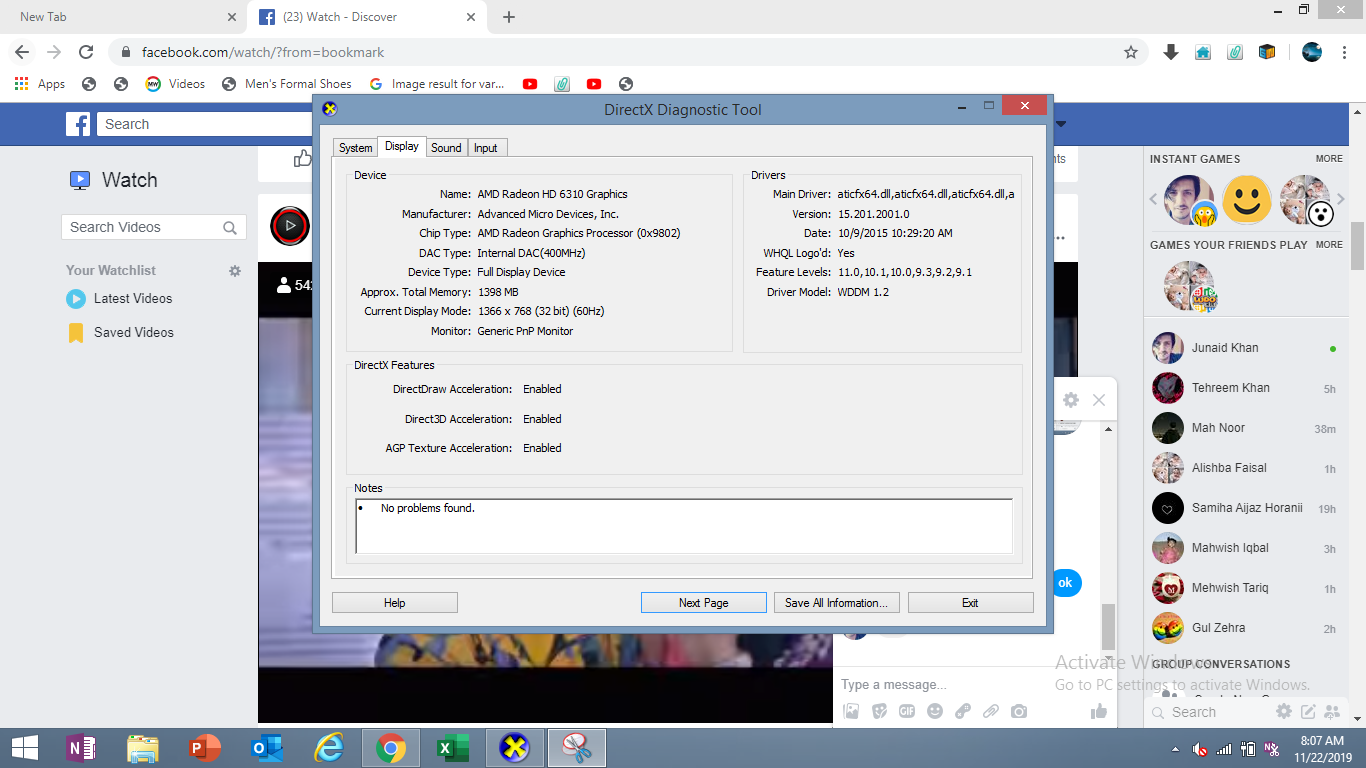 New Tab
(23) Watch - Discover
facebook.com/watch/?from=bookmark
Apps
Videos
Men's Formal Shoes
Image result for var...
DirectX Diagnostic Tool
Search
System
Display
Sound
Input
Device
Name: AMD Radeon HD 6310 Graphics
Manufacturer: Advanced Micro Devices, Inc.
Chip Type: AMD Radeon Graphics Processor (0x9802)
DAC Type: Internal DAC(400MHz)
Device Type: Full Display Device
Approx. Total Memory: 1398 MB
Current Display Mode: 1366 x 768 (32 bit) (60Hz)
Monitor: Generic PnP Monitor
Drivers
Main Driver: aticfx64.dll,aticfx64.dll,aticfx64.dll,a
Version: 15.201.2001.0
Date: 10/9/2015 10:29:20 AM
WHQL Logo'd: Yes
Feature Levels: 11.0,10.1,10.0,9.3,9.2,9.1
Driver Model: WDDM 1.2
DirectX Features
DirectDraw Acceleration: Enabled
Direct3D Acceleration: Enabled
AGP Texture Acceleration: Enabled
Notes
No problems found.
Help
Next Page
Save All Information...
Exit
Watch
Search Videos
Your Watchlist
Latest Videos
Saved Videos
54
INSTANT GAMES
MORE
GAMES YOUR FRIENDS PLAY
MORE
Junaid Khan
Tehreem Khan 5h
Mah Noor 38m
Alishba Faisal 1h
Samiha Aijaz Horanii 19h
Mahwish Iqbal 3h
Mehwish Tariq 1h
Gul Zehra 2h
GROUP CONVERSATIONS
Search
ok
Type a message...
GIF
Activate Windows
Go to PC settings to activate Windows.
8:07 AM
11/22/2019